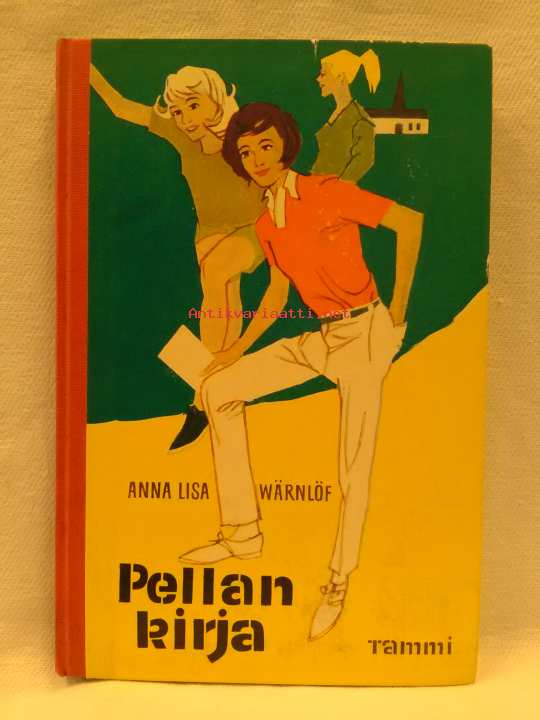 Antikvariaatti.net
ANNA LISA WÄRNLÖF
Pellan
kirja
Tammi